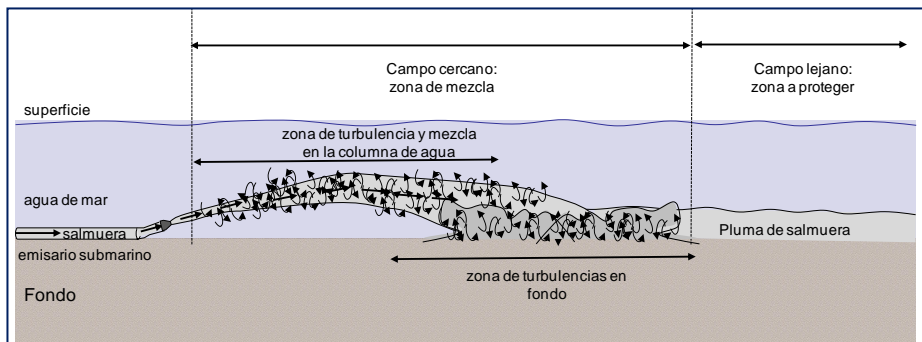 Campo cercano:
zona de mezcla
Campo lejano:
zona a proteger
superficie
zona de turbulencia y mezcla
en la columna de agua
agua de mar
salmuera
emisario submarino
Pluma de salmuera
zona de turbulencias en
fondo
Fondo